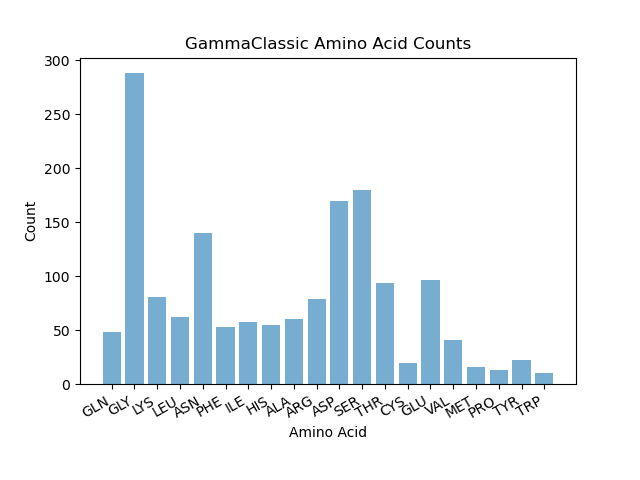 GammaClassic Amino Acid Counts
300
250
200
150
100
50
0
Count
GLN GLY LYS LEU ASN PHE ILE HIS ALA ARG ASP SER THR CYS GLU VAL MET PRO TYR TRP
Amino Acid